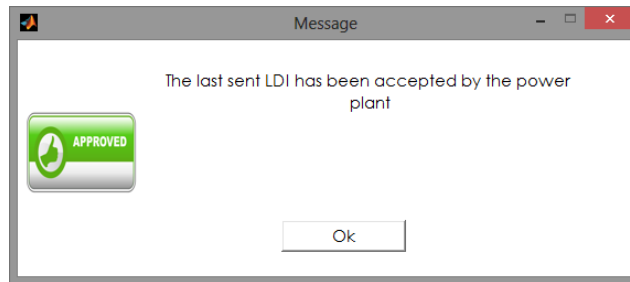 Message
The last sent LDI has been accepted by the power
plant
APPROVED
Ok